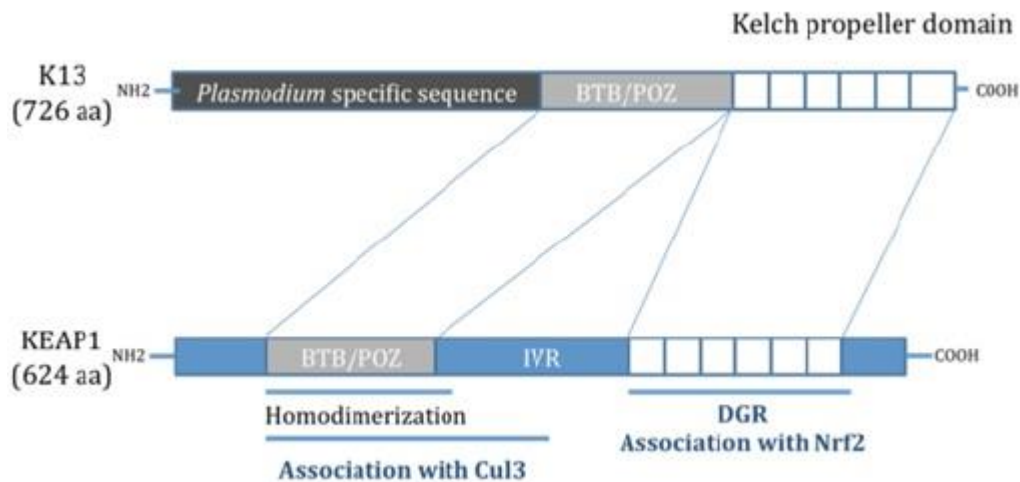 Kelch propeller domain
K13
(726 aa)
NH2
Plasmodium specific sequence
BTB/POZ
COOH
KEAP1
(624 aa)
NH2
BTB/POZ
IVR
COOH
Homodimerization
DGR
Association with Nrf2
Association with Cul3